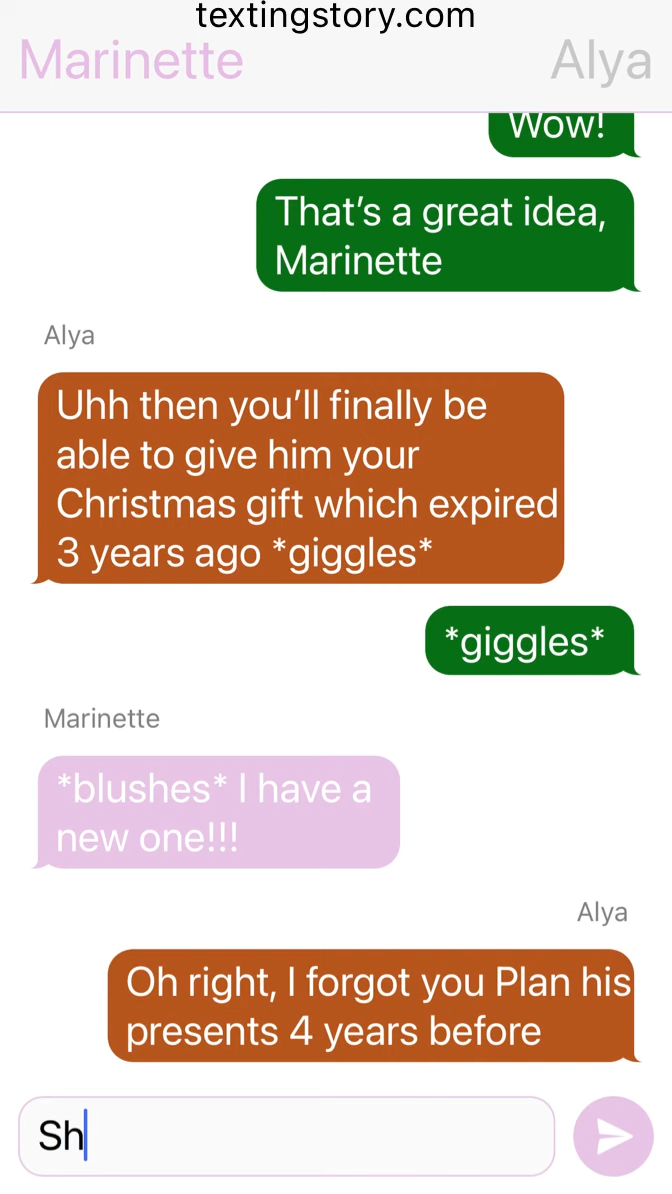 textingstory.com
Marinette
Alya
Wow!
That's a great idea,
Marinette
Alya
Uhh then you'll finally be
able to give him your
Christmas gift which expired
3 years ago *giggles*
*giggles*
Marinette
*blushes* I have a
new one!!!
Alya
Oh right, I forgot you Plan his
presents 4 years before
Sh